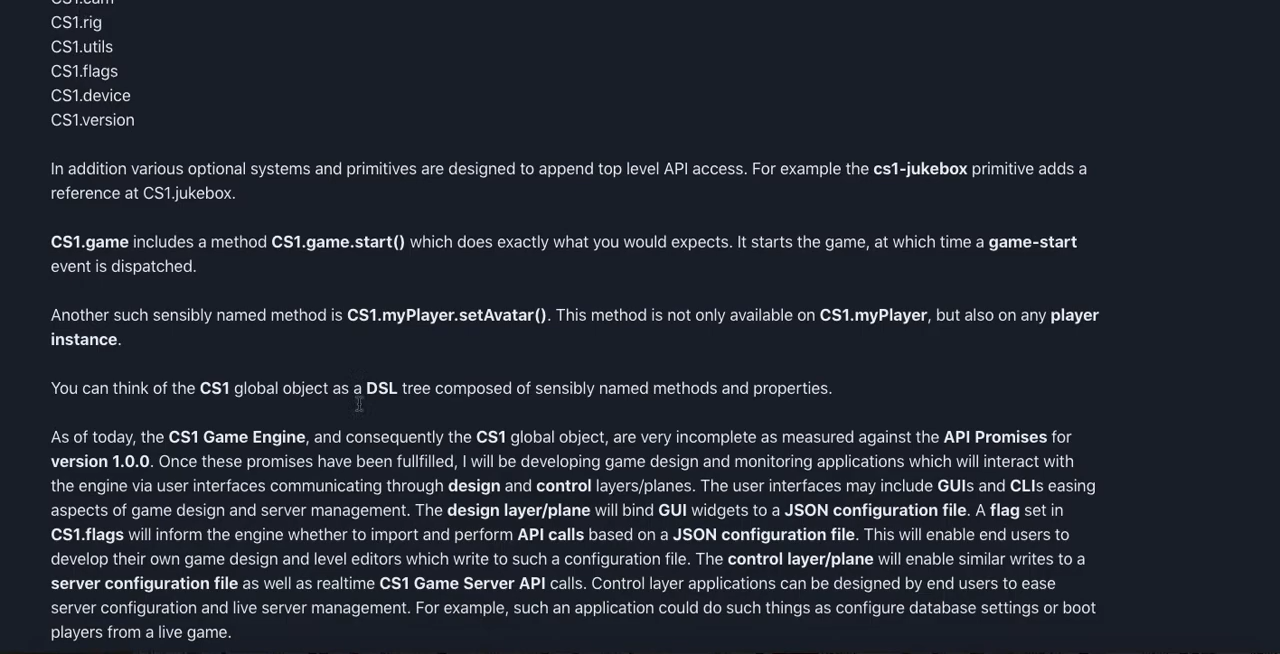 CS1.cam
CS1.rig
CS1.utils
CS1.flags
CS1.device
CS1.version
In addition various optional systems and primitives are designed to append top level API access. For example the cs1-jukebox primitive adds a
reference at CS1.jukebox.
CS1.game includes a method CS1.game.start() which does exactly what you would expects. It starts the game, at which time a game-start
event is dispatched.
Another such sensibly named method is CS1.myPlayer.setAvatar(). This method is not only available on CS1.myPlayer, but also on any player
instance.
You can think of the CS1 global object as a DSL tree composed of sensibly named methods and properties.
As of today, the CS1 Game Engine, and consequently the CS1 global object, are very incomplete as measured against the API Promises for
version 1.0.0. Once these promises have been fullfilled, I will be developing game design and monitoring applications which will interact with
the engine via user interfaces communicating through design and control layers/planes. The user interfaces may include GUIs and CLIs easing
aspects of game design and server management. The design layer/plane will bind GUI widgets to a JSON configuration file. A flag set in
CS1.flags will inform the engine whether to import and perform API calls based on a JSON configuration file. This will enable end users to
develop their own game design and level editors which write to such a configuration file. The control layer/plane will enable similar writes to a
server configuration file as well as realtime CS1 Game Server API calls. Control layer applications can be designed by end users to ease
server configuration and live server management. For example, such an application could do such things as configure database settings or boot
players from a live game.